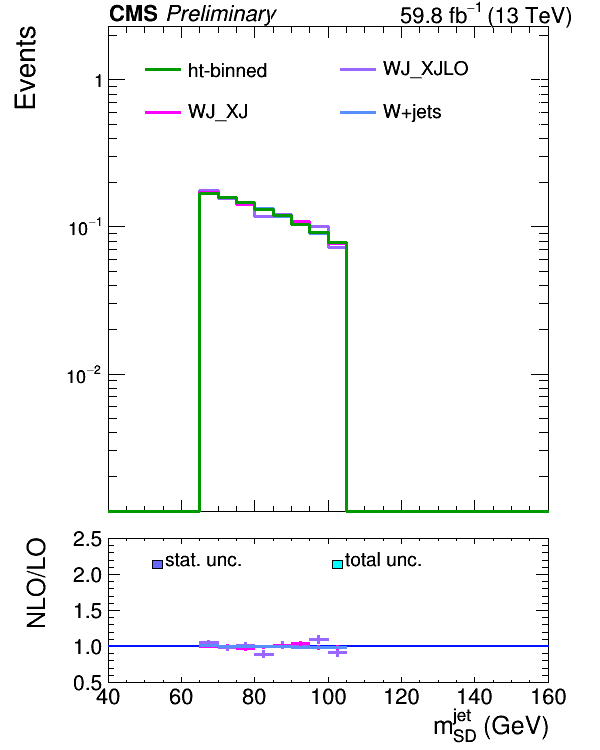 CMS Preliminary 59.8 fb⁻¹ (13 TeV)
Events
ht-binned WJ_XJLO
WJ_XJ W+jets
1
10⁻¹
10⁻²
NLO/LO
stat. unc. total unc.
2.5
2.0
1.5
1.0
0.5
40 60 80 100 120 140 160
m_SD^jet (GeV)